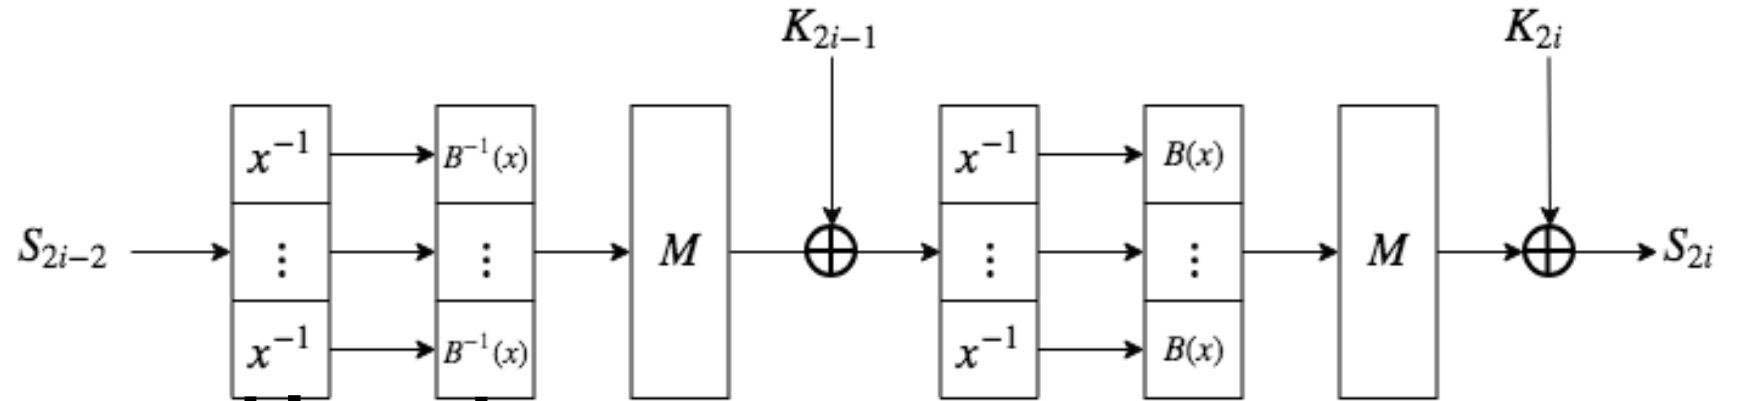 K₂ᵢ₋₁ K₂ᵢ
x⁻¹ B⁻¹(x) x⁻¹ B(x)
S₂ᵢ₋₂ ⋮ ⋮ M ⋮ ⋮ M S₂ᵢ
x⁻¹ B⁻¹(x) x⁻¹ B(x)